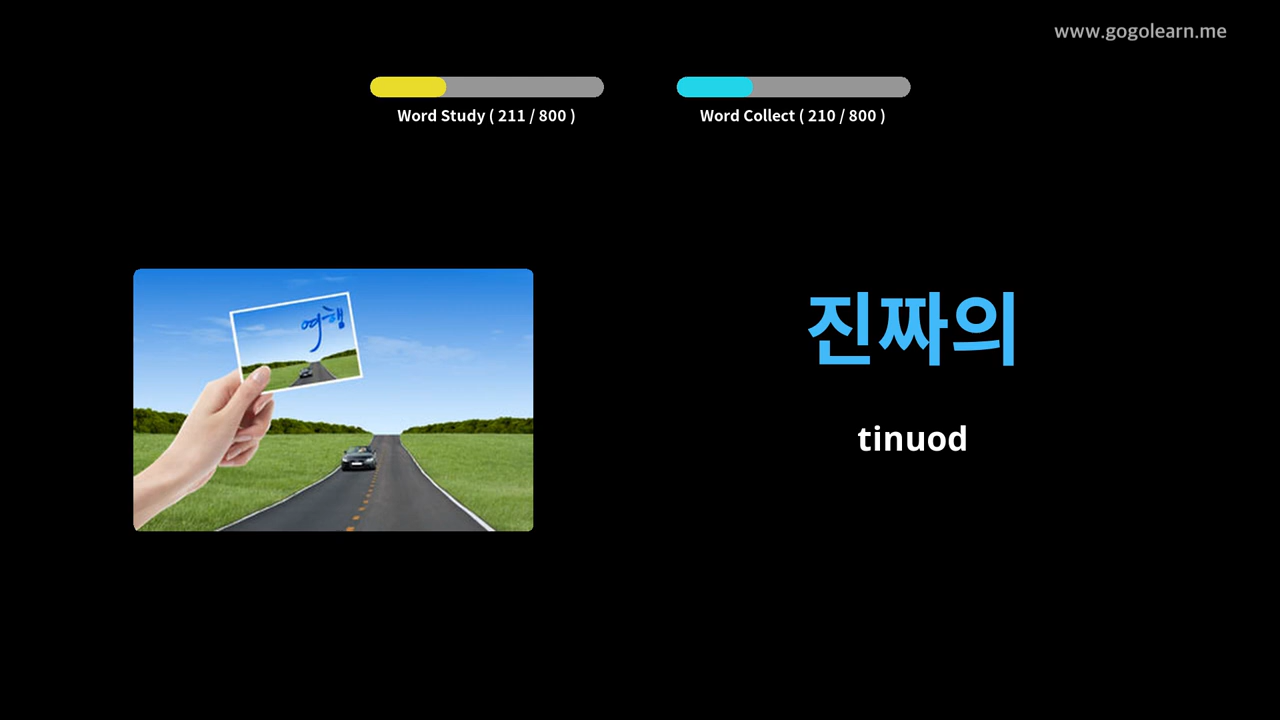 www.gogolearn.me
Word Study ( 211 / 800 )
Word Collect ( 210 / 800 )
여행
진짜의
tinuod